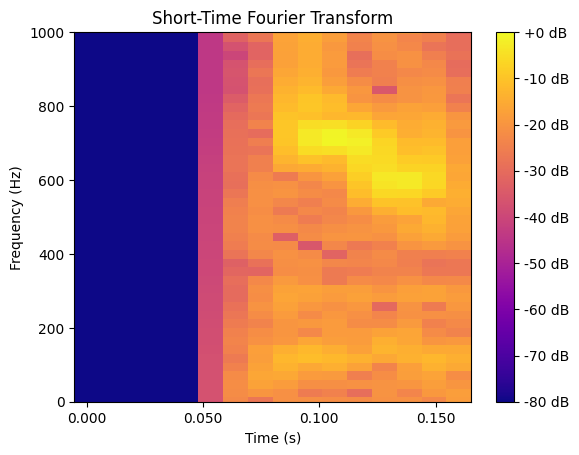 Short-Time Fourier Transform
1000
800
600
400
200
0
Frequency (Hz)
0.000
0.050
0.100
0.150
Time (s)
+0 dB
-10 dB
-20 dB
-30 dB
-40 dB
-50 dB
-60 dB
-70 dB
-80 dB